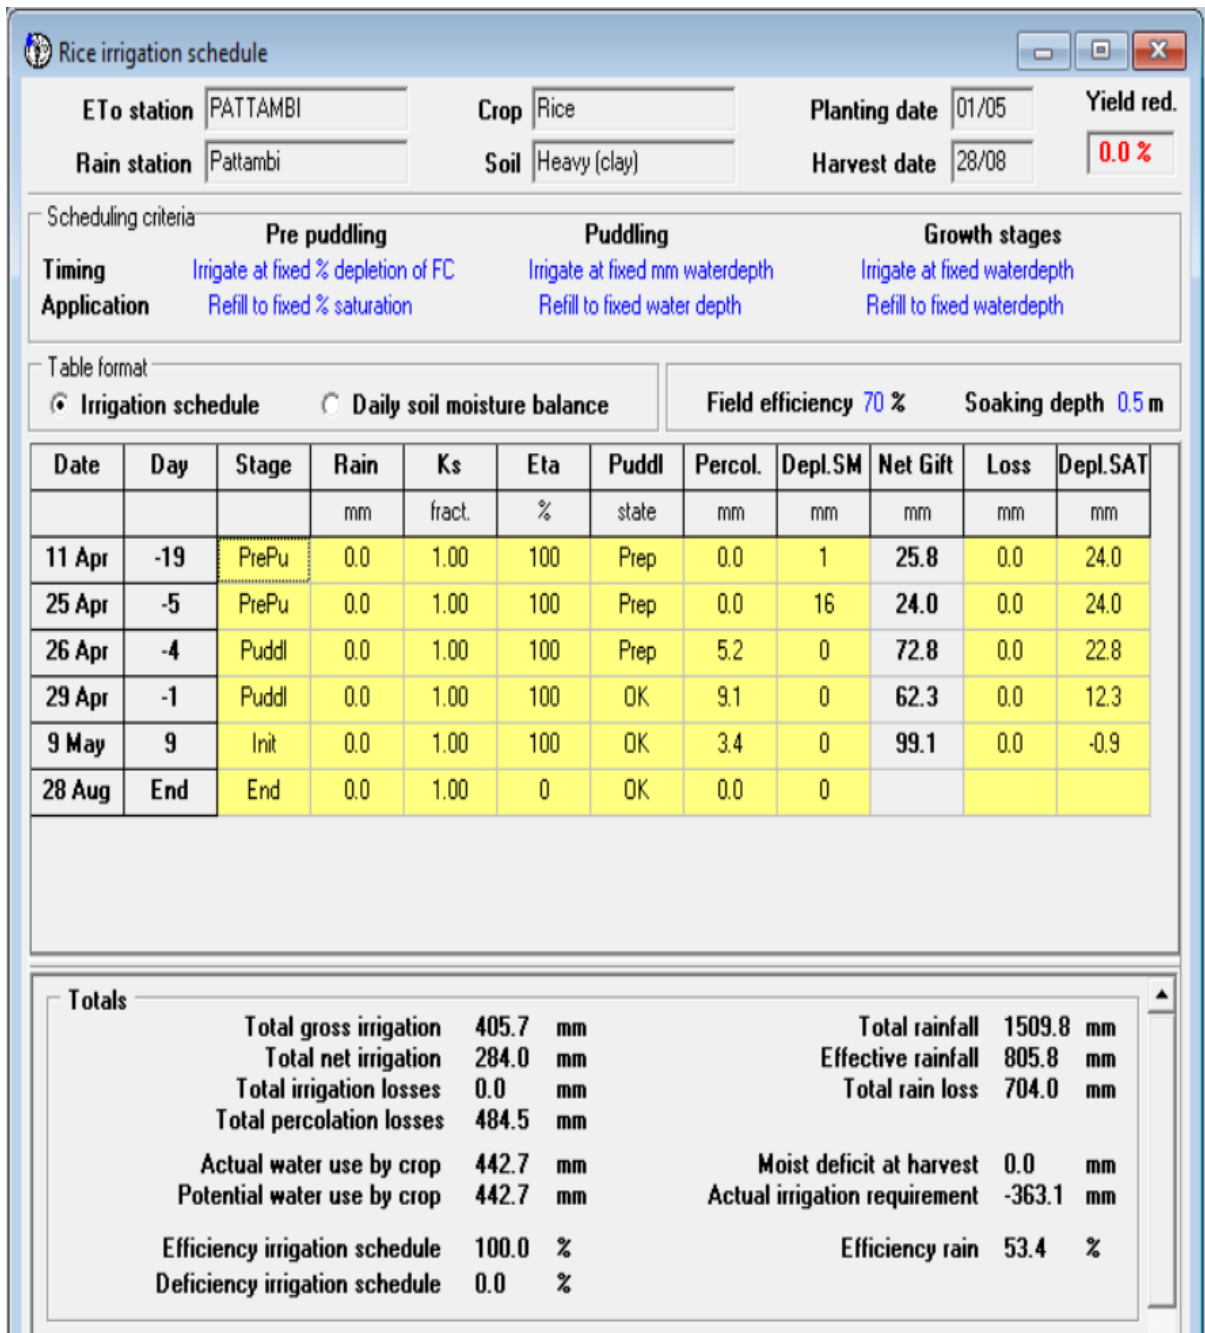 Rice irrigation schedule
ETo station PATTAMBI Crop Rice Planting date 01/05 Yield red.
Rain station Pattambi Soil Heavy (clay) Harvest date 28/08 0.0 %
Scheduling criteria
Pre puddling Puddling Growth stages
Timing Irrigate at fixed % depletion of FC Irrigate at fixed mm waterdepth Irrigate at fixed waterdepth
Application Refill to fixed % saturation Refill to fixed water depth Refill to fixed waterdepth
Table format
Irrigation schedule Daily soil moisture balance Field efficiency 70 % Soaking depth 0.5 m
Date Day Stage Rain Ks Eta Puddl Percol. Depl.SM Net Gift Loss Depl.SAT
mm fract. % state mm mm mm mm mm
11 Apr -19 PrePu 0.0 1.00 100 Prep 0.0 1 25.8 0.0 24.0
25 Apr -5 PrePu 0.0 1.00 100 Prep 0.0 16 24.0 0.0 24.0
26 Apr -4 Puddl 0.0 1.00 100 Prep 5.2 0 72.8 0.0 22.8
29 Apr -1 Puddl 0.0 1.00 100 OK 9.1 0 62.3 0.0 12.3
9 May 9 Init 0.0 1.00 100 OK 3.4 0 99.1 0.0 -0.9
28 Aug End End 0.0 1.00 0 OK 0.0 0
Totals
Total gross irrigation 405.7 mm Total rainfall 1509.8 mm
Total net irrigation 284.0 mm Effective rainfall 805.8 mm
Total irrigation losses 0.0 mm Total rain loss 704.0 mm
Total percolation losses 484.5 mm
Actual water use by crop 442.7 mm Moist deficit at harvest 0.0 mm
Potential water use by crop 442.7 mm Actual irrigation requirement -363.1 mm
Efficiency irrigation schedule 100.0 % Efficiency rain 53.4 %
Deficiency irrigation schedule 0.0 %